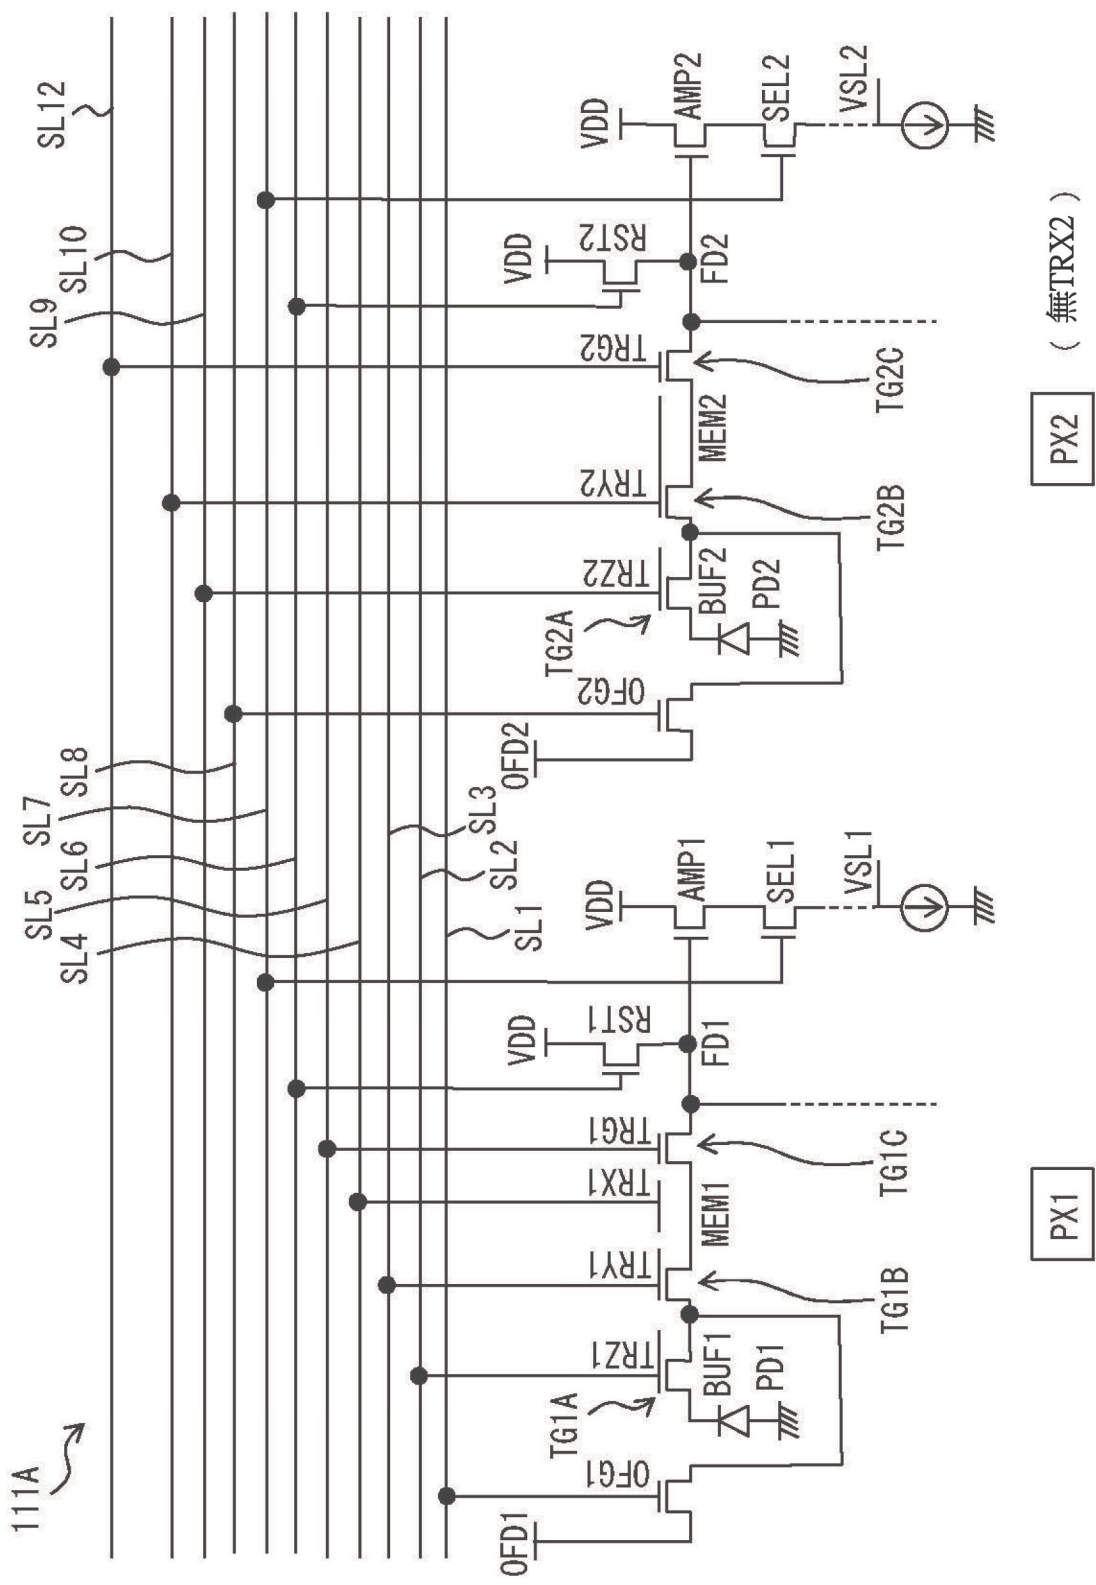 111A
SL12
SL10
SL9
SL8
SL7
SL6
SL5
SL4
SL3
SL2
SL1
OFD1
OFG1
TG1A
TRZ1
BUF1
PD1
TRY1
TG1B
MEM1
TRX1
TRG1
TG1C
VDD
RST1
FD1
VDD
AMP1
SEL1
VSL1
PX1
OFD2
OFG2
TG2A
TRZ2
BUF2
PD2
TRY2
TG2B
MEM2
TRG2
TG2C
VDD
RST2
FD2
VDD
AMP2
SEL2
VSL2
PX2
(無TRX2)